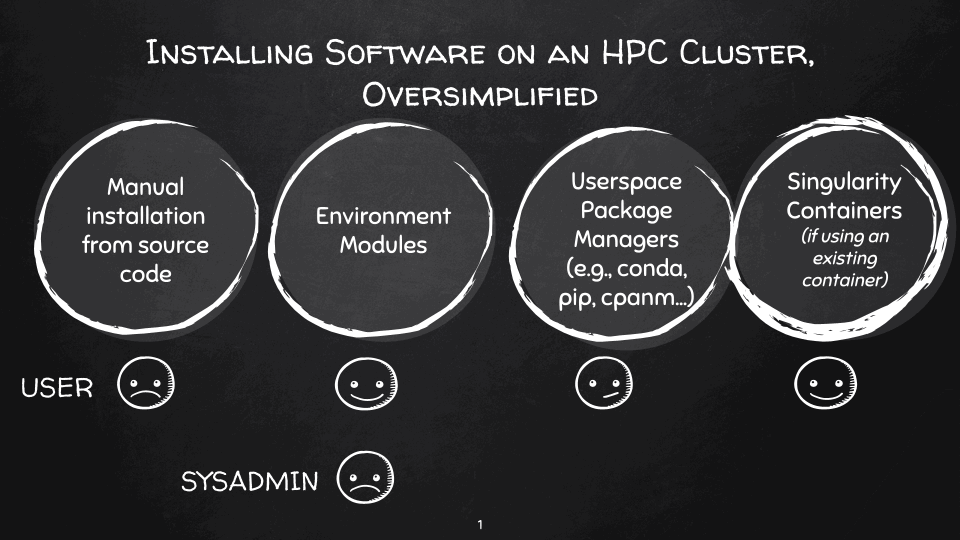 Installing Software on an HPC Cluster,
Oversimplified
Manual
installation
from source
code
Environment
Modules
Userspace
Package
Managers
(e.g., conda,
pip, cpanm...)
Singularity
Containers
(if using an
existing
container)
USER
SYSADMIN
1